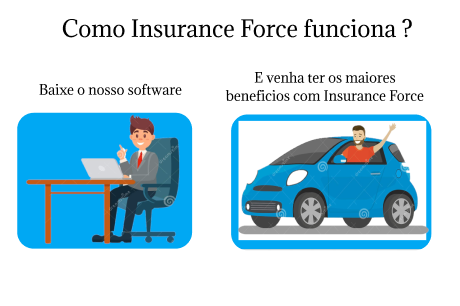 Como Insurance Force funciona ?
Baixe o nosso software
E venha ter os maiores
beneficios com Insurance Force